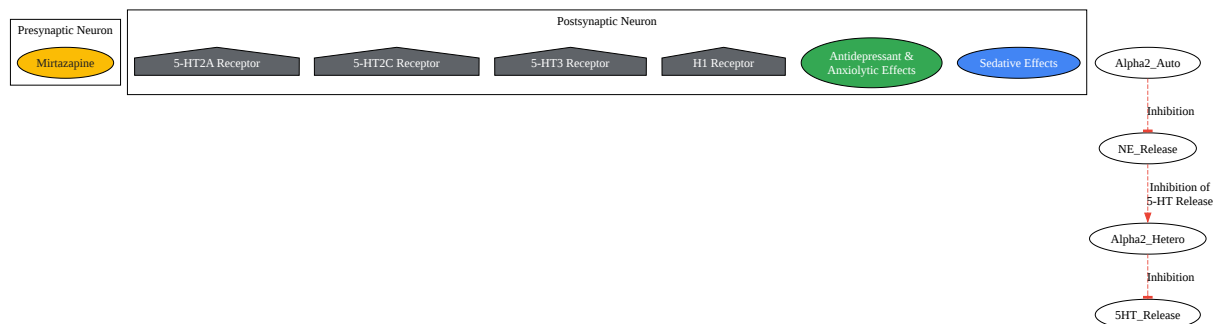 Presynaptic Neuron
Mirtazapine
Postsynaptic Neuron
5-HT2A Receptor
5-HT2C Receptor
5-HT3 Receptor
H1 Receptor
Antidepressant &
Anxiolytic Effects
Sedative Effects
Alpha2_Auto
Inhibition
NE_Release
Inhibition of
5-HT Release
Alpha2_Hetero
Inhibition
5HT_Release